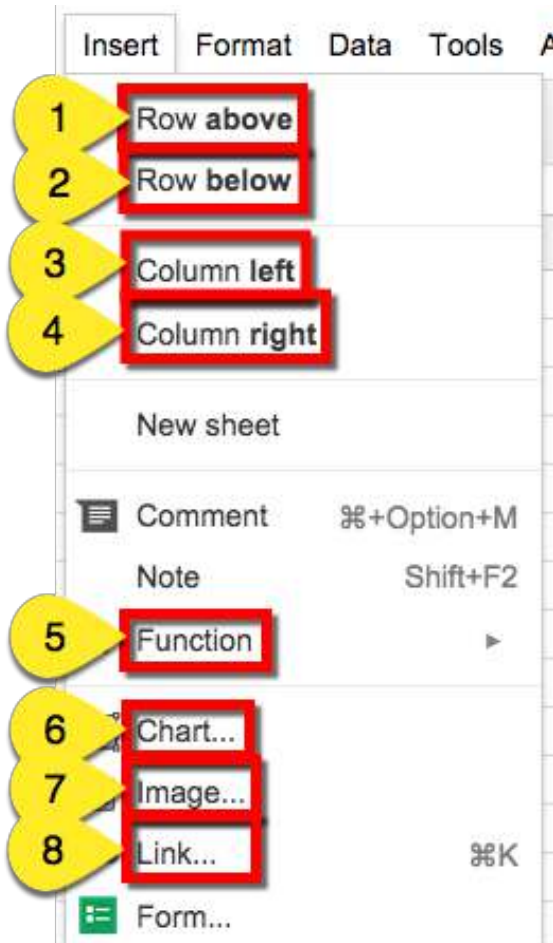 Insert Format Data Tools
1 Row above
2 Row below
3 Column left
4 Column right
New sheet
Comment ⌘+Option+M
Note Shift+F2
5 Function ►
6 Chart...
7 Image...
8 Link... ⌘K
Form...